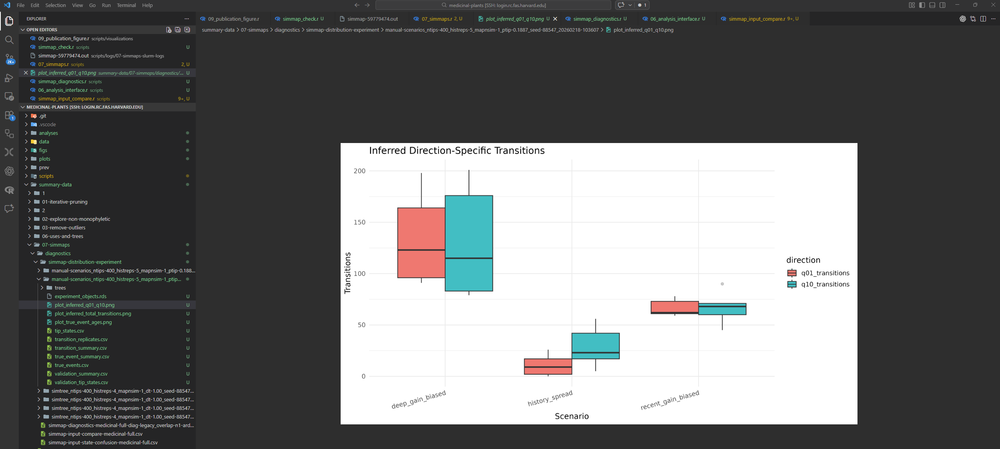 File Edit Selection View Go Run Terminal Help
medicinal-plants [SSH: login.rc.fas.harvard.edu]
1
EXPLORER
09_publication_figure.r
simmap_check.r U
simmap-59779474.out
07_simmaps.r 2, U
plot_inferred_q01_q10.png U
simmap_diagnostics.r U
06_analysis_interface.r U
simmap_input_compare.r 9+, U
summary-data > 07-simmaps > diagnostics > simmap-distribution-experiment > manual-scenarios_ntips-400_histreps-5_mapnsim-1_ptip-0.1887_seed-88547_20260218-103607 > plot_inferred_q01_q10.png
OPEN EDITORS
09_publication_figure.r scripts/visualizations
simmap_check.r scripts U
simmap-59779474.out scripts/logs/07-simmaps-slurm-logs
07_simmaps.r scripts 2, U
plot_inferred_q01_q10.png summary-data/07-simmaps/diagnostics/... U
simmap_diagnostics.r scripts U
06_analysis_interface.r scripts U
simmap_input_compare.r scripts 9+, U
MEDICINAL-PLANTS [SSH: LOGIN.RC.FAS.HARVARD.EDU]
.git
.vscode
analyses
data
figs
plots
prev
scripts
summary-data
1
01-iterative-pruning
2
02-explore-non-monophyletic
03-remove-outliers
06-uses-and-trees
07-simmaps
diagnostics
simmap-distribution-experiment
manual-scenarios_ntips-400_histreps-5_mapnsim-1_ptip-0.188...
manual-scenarios_ntips-400_histreps-5_mapnsim-1_ptip...
trees
experiment_objects.rds U
plot_inferred_q01_q10.png U
plot_inferred_total_transitions.png U
plot_true_event_ages.png U
tip_states.csv U
transition_replicates.csv U
transition_summary.csv U
true_event_summary.csv U
true_events.csv U
validation_summary.csv U
validation_tip_states.csv U
simtree_ntips-400_histreps-4_mapnsim-1_dt-1.00_seed-88547...
simtree_ntips-400_histreps-4_mapnsim-1_dt-1.00_seed-88547...
simtree_ntips-400_histreps-4_mapnsim-1_dt-1.00_seed-88547...
simtree_ntips-400_histreps-4_mapnsim-1_dt-1.00_seed-88547...
simmap-diagnostics-medicinal-full-diag-legacy_overlap-n1-ard...
simmap-input-compare-medicinal-full.csv
simmap-input-state-confusion-medicinal-full.csv
2K+
1
Inferred Direction-Specific Transitions
200
150
100
50
0
Transitions
deep_gain_biased
history_spread
recent_gain_biased
Scenario
direction
q01_transitions
q10_transitions